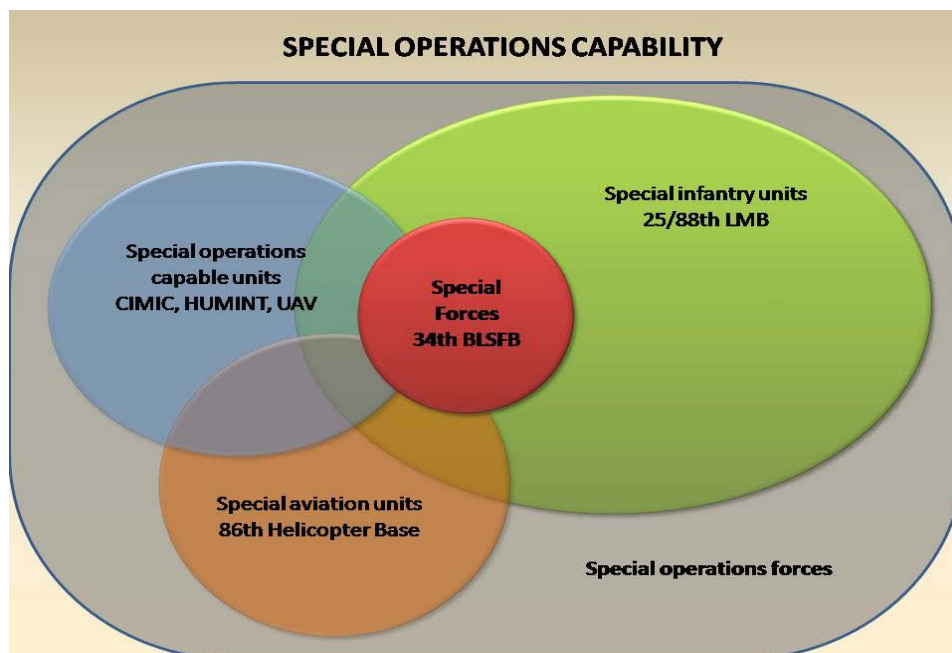 SPECIAL OPERATIONS CAPABILITY
Special infantry units
25/88th LMB
Special operations
capable units
CIMIC, HUMINT, UAV
Special
Forces
34th BLSFB
Special aviation units
86th Helicopter Base
Special operations forces